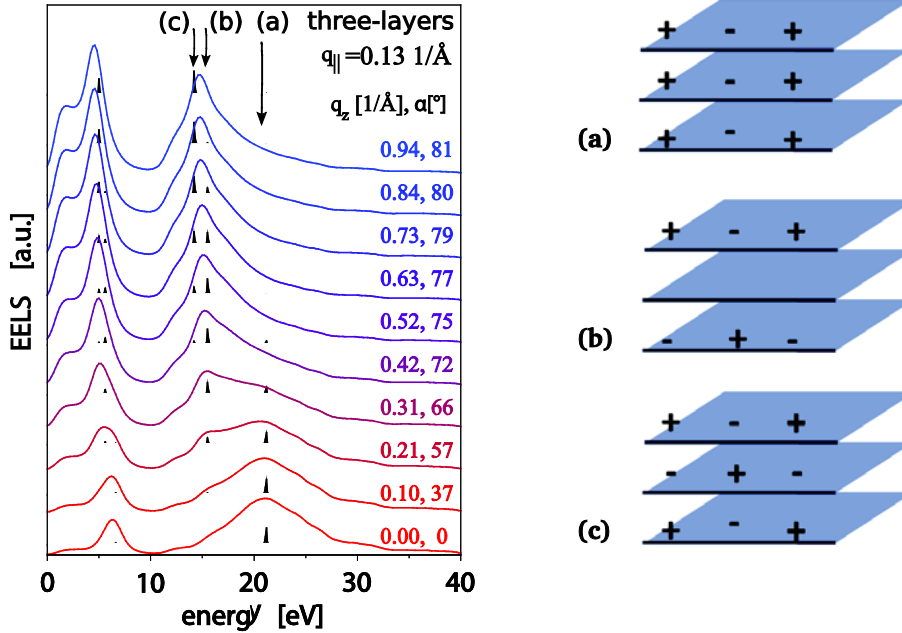 (c) (b) (a) three-layers
q∥=0.13 1/Å
q_z [1/Å], α[°]
0.94, 81
0.84, 80
0.73, 79
0.63, 77
0.52, 75
0.42, 72
0.31, 66
0.21, 57
0.10, 37
0.00, 0
EELS [a.u.]
0 10 20 30 40
energy [eV]
+ - +
+ - +
+ - +
(a)
+ - +
- + -
(b)
+ - +
- + -
+ - +
(c)